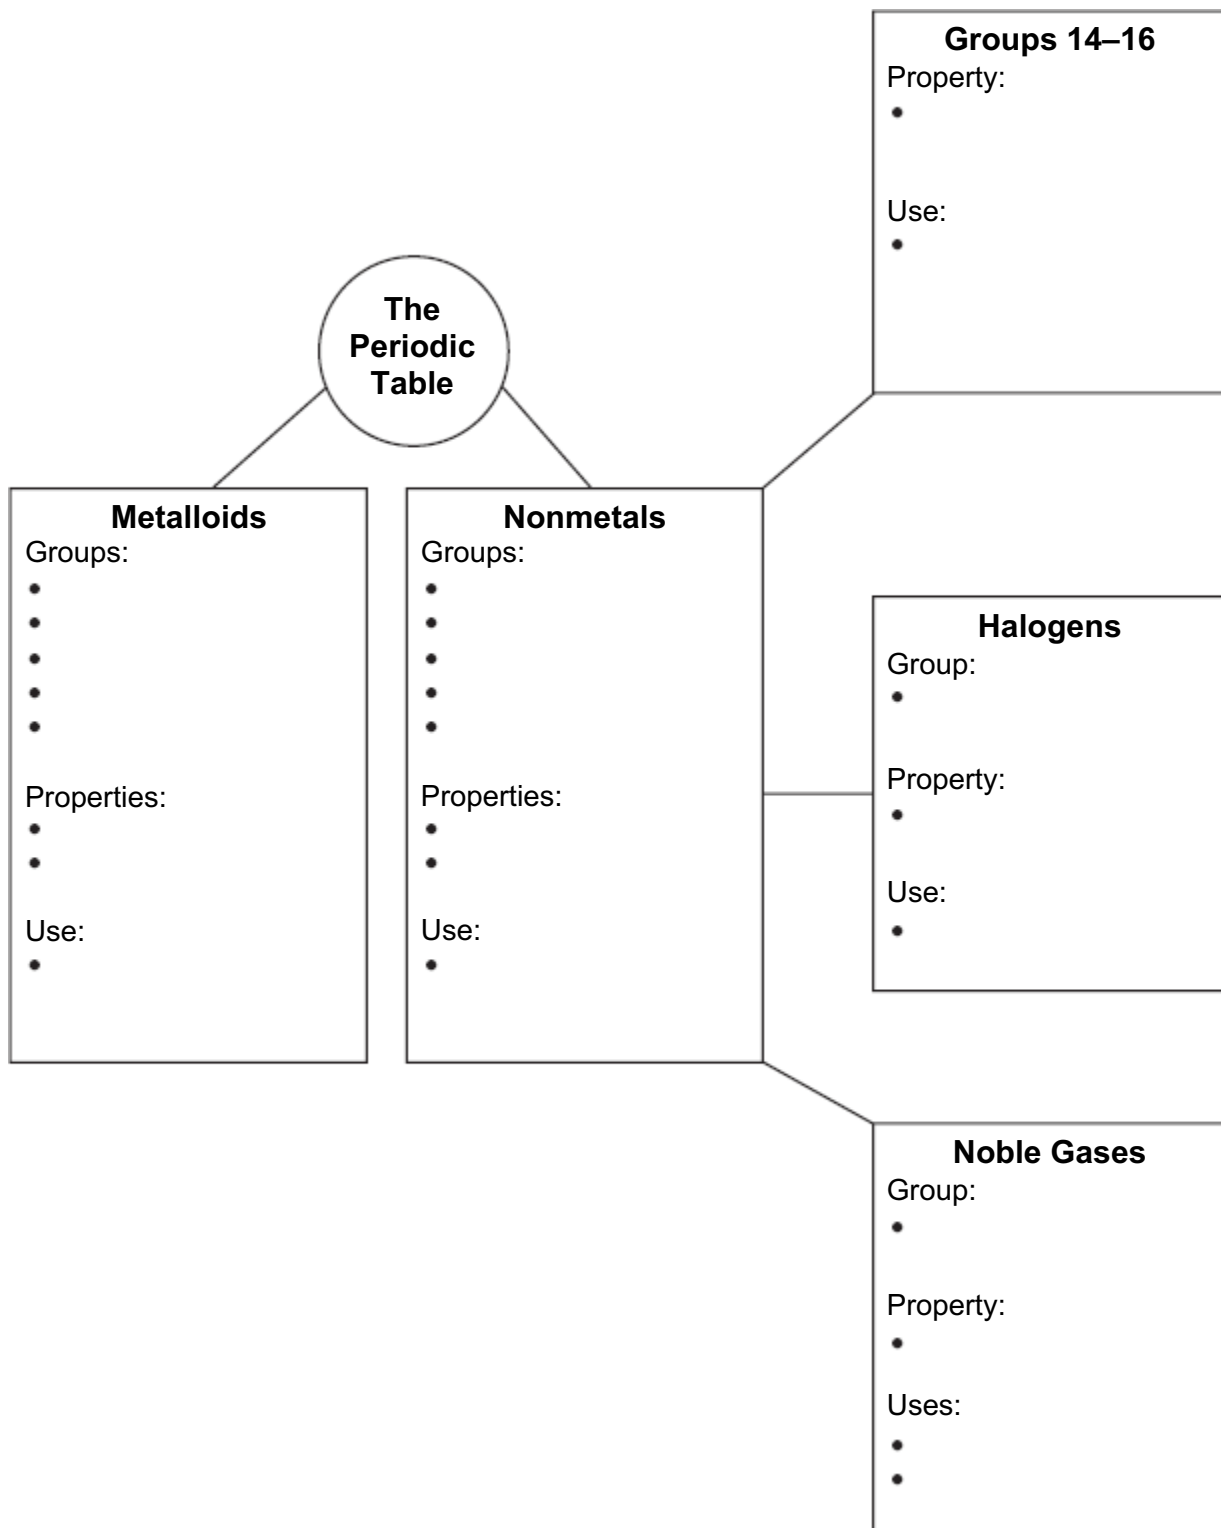 The
Periodic
Table
Metalloids
Groups:
•
•
•
•
•
Properties:
•
•
Use:
•
Nonmetals
Groups:
•
•
•
•
•
Properties:
•
•
Use:
•
Groups 14–16
Property:
•
Use:
•
Halogens
Group:
•
Property:
•
Use:
•
Noble Gases
Group:
•
Property:
•
Uses:
•
•